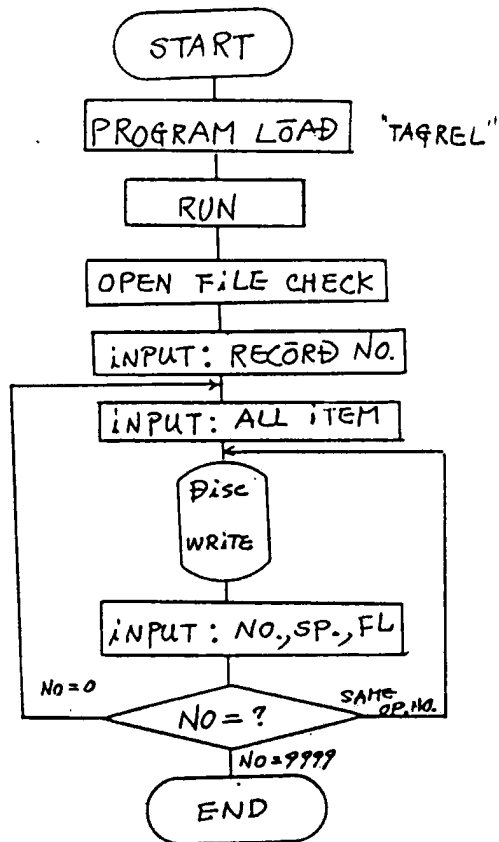 START
PROGRAM LOAD "TAGREL"
RUN
OPEN FiLE CHECK
iNPUT: RECORD NO.
iNPUT: ALL iTEM
Disc
WRiTE
iNPUT: NO., SP., FL
NO=0
SAME
OP. NO.
NO=?
NO=9999
END